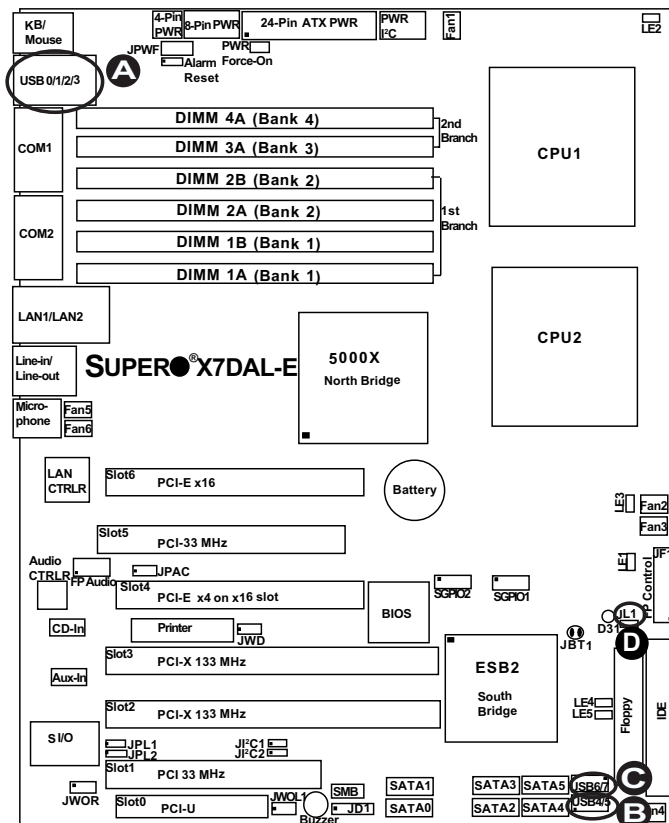 KB/
Mouse
4-Pin
PWR
8-Pin PWR
24-Pin ATX PWR
PWR
I²C
Fan1
LE2
JPWF
PWR
Force-On
Alarm
Reset
USB 0/1/2/3
A
DIMM 4A (Bank 4)
DIMM 3A (Bank 3)
DIMM 2B (Bank 2)
DIMM 2A (Bank 2)
DIMM 1B (Bank 1)
DIMM 1A (Bank 1)
2nd
Branch
1st
Branch
COM1
COM2
CPU1
CPU2
LAN1/LAN2
Line-in/
Line-out
SUPER●®X7DAL-E
5000X
North Bridge
Micro-
phone
Fan5
Fan6
LAN
CTRLR
Slot6
PCI-E x16
Battery
LE3
Fan2
Fan3
Slot5
PCI-33 MHz
Audio
CTRLR
FP Audio
JPAC
LE1
FP Control
JF1
Slot4
PCI-E x4 on x16 slot
BIOS
SGPIO2
SGPIO1
JL1
D31
JBT1
D
CD-In
Printer
JWD
Slot3
PCI-X 133 MHz
ESB2
South
Bridge
Aux-In
Slot2
PCI-X 133 MHz
LE4
LE5
Floppy
IDE
S I/O
JPL1
JPL2
JI²C1
JI²C2
Slot1
PCI 33 MHz
JWOR
Slot0
PCI-U
JWOL1
Buzzer
SMB
JD1
SATA1
SATA0
SATA3
SATA5
SATA2
SATA4
USB6/7
C
USB4/5
B
an4